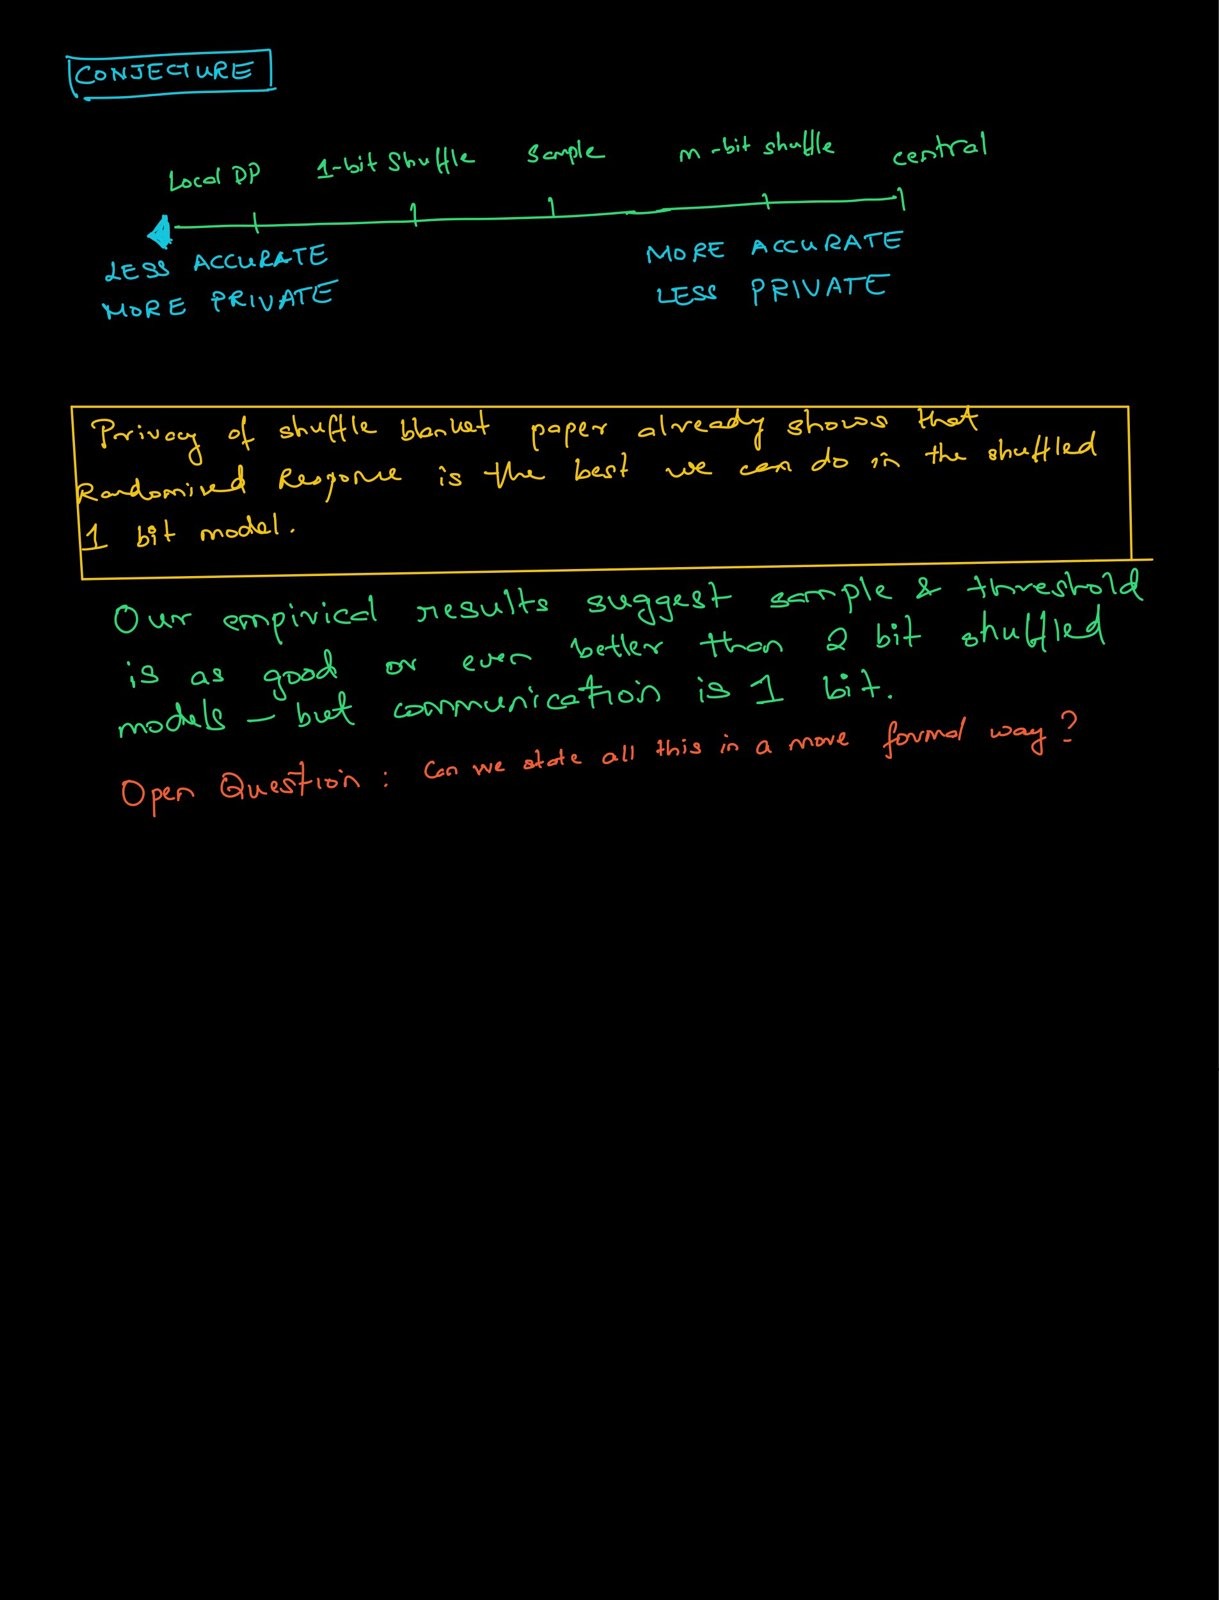 CONJECTURE
Local DP 1-bit Shuffle Sample m-bit shuffle central
LESS ACCURATE MORE ACCURATE
MORE PRIVATE LESS PRIVATE
Privacy of shuffle blanket paper already shows that
Randomised Response is the best we can do in the shuffled
1 bit model.
Our empirical results suggest sample & threshold
is as good or even better than 2 bit shuffled
models – but communication is 1 bit.
Open Question: Can we state all this in a more formal way?